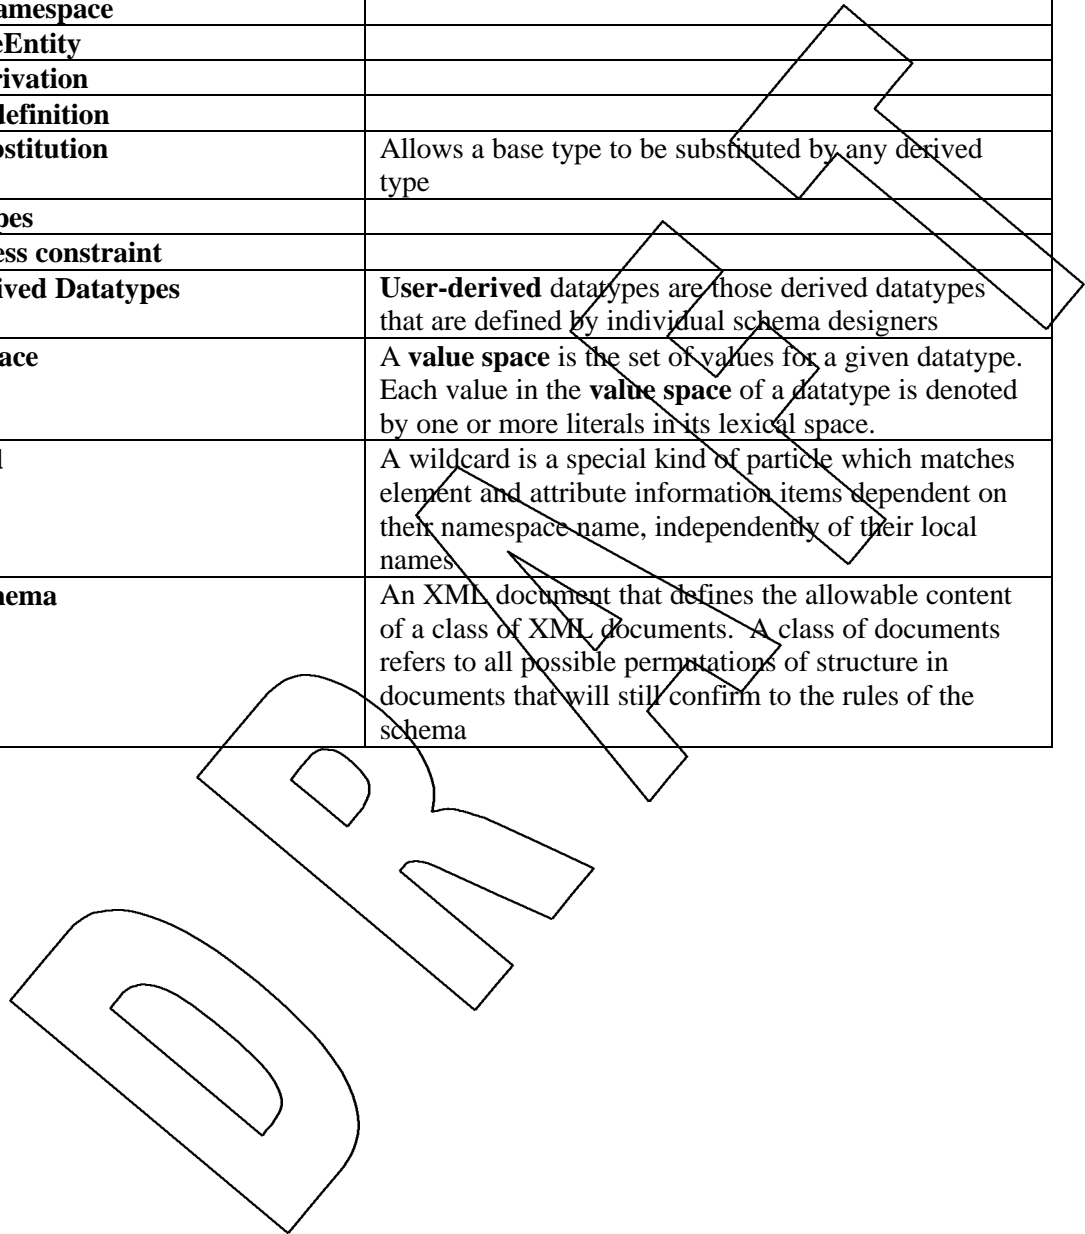 amespace
eEntity
rivation
definition
bstitution
Allows a base type to be substituted by any derived
type
pes
ess constraint
ived Datatypes
User-derived datatypes are those derived datatypes
that are defined by individual schema designers
ace
A value space is the set of values for a given datatype.
Each value in the value space of a datatype is denoted
by one or more literals in its lexical space.
d
A wildcard is a special kind of particle which matches
element and attribute information items dependent on
their namespace name, independently of their local
names
hema
An XML document that defines the allowable content
of a class of XML documents.  A class of documents
refers to all possible permutations of structure in
documents that will still confirm to the rules of the
schema
DRAFT